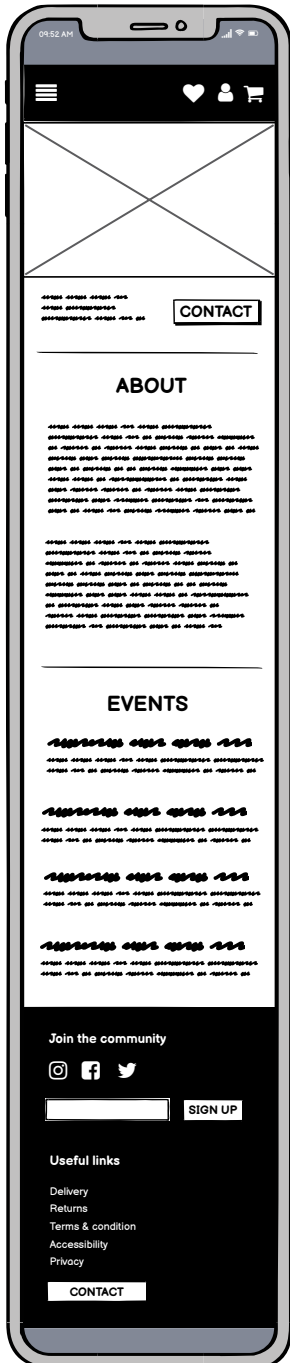 09:52 AM
CONTACT
ABOUT
EVENTS
Join the community
SIGN UP
Useful links
Delivery
Returns
Terms & condition
Accessibility
Privacy
CONTACT